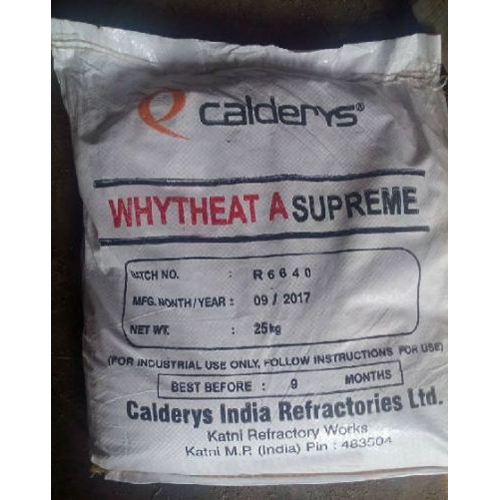 calderys®
WHYTHEAT A SUPREME
BATCH NO. : R6640
MFG. MONTH/YEAR : 09 / 2017
NET WT. : 25kg
(FOR INDUSTRIAL USE ONLY, FOLLOW INSTRUCTIONS FOR USE)
BEST BEFORE : 9 MONTHS
Calderys India Refractories Ltd.
Katni Refractory Works
Katni M.P. (India) Pin : 483504